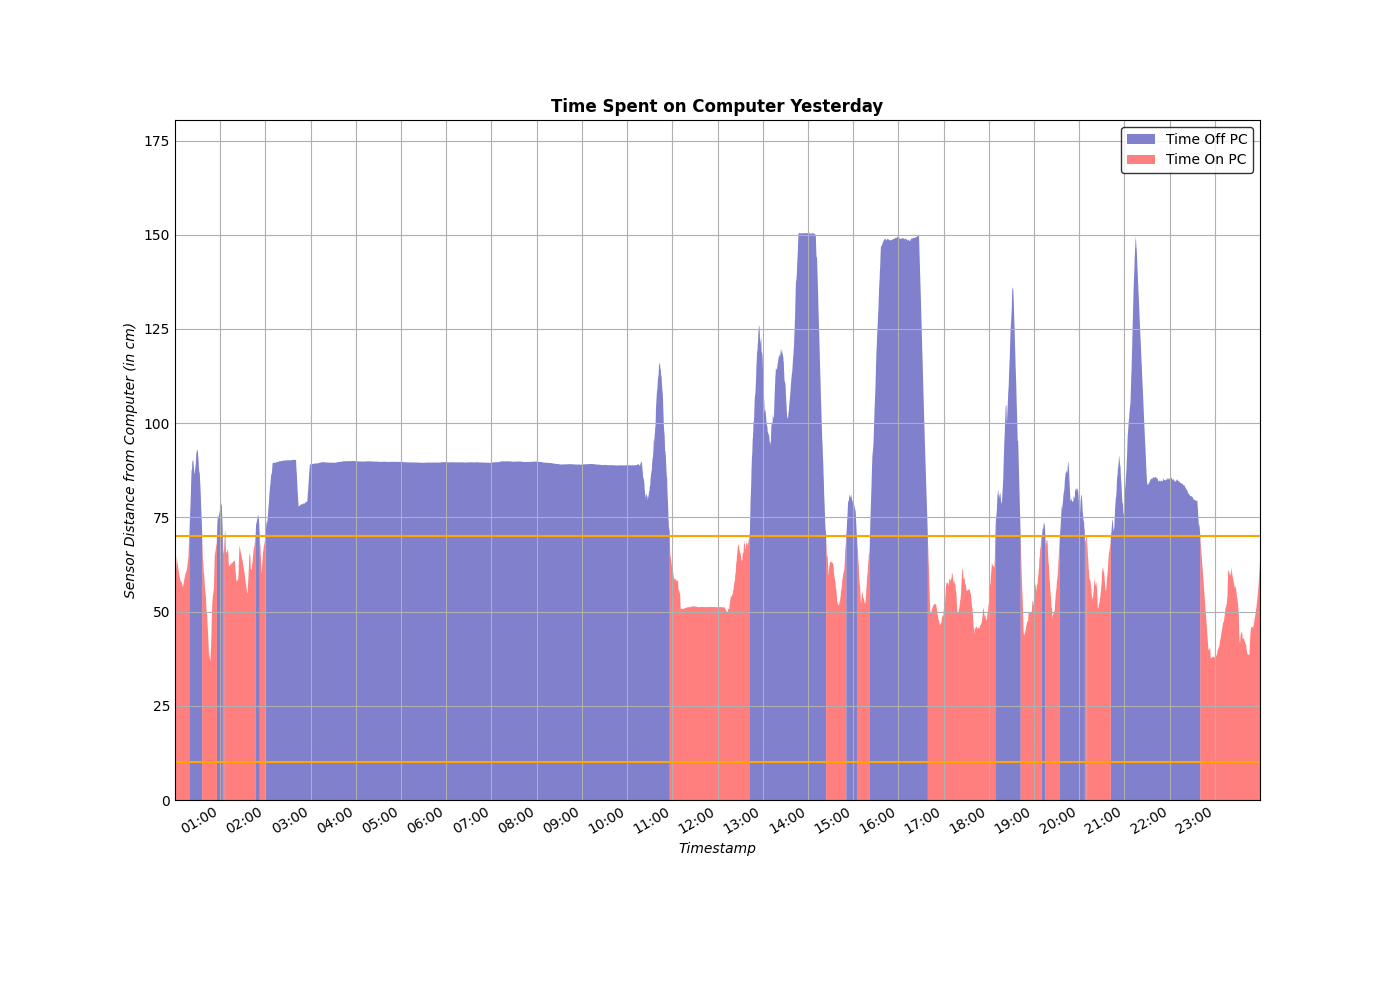 Time Spent on Computer Yesterday
Time Off PC
Time On PC
Sensor Distance from Computer (in cm)
175
150
125
100
75
50
25
0
01:00 02:00 03:00 04:00 05:00 06:00 07:00 08:00 09:00 10:00 11:00 12:00 13:00 14:00 15:00 16:00 17:00 18:00 19:00 20:00 21:00 22:00 23:00
Timestamp